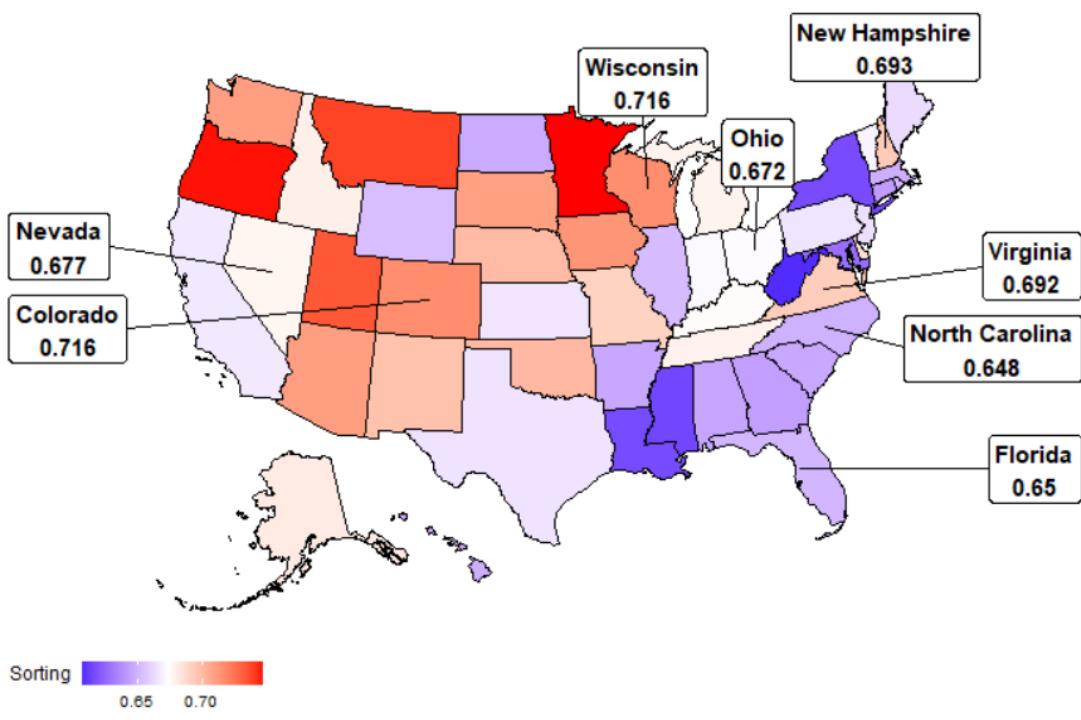 New Hampshire
0.693
Wisconsin
0.716
Ohio
0.672
Nevada
0.677
Virginia
0.692
Colorado
0.716
North Carolina
0.648
Florida
0.65
Sorting
0.65 0.70